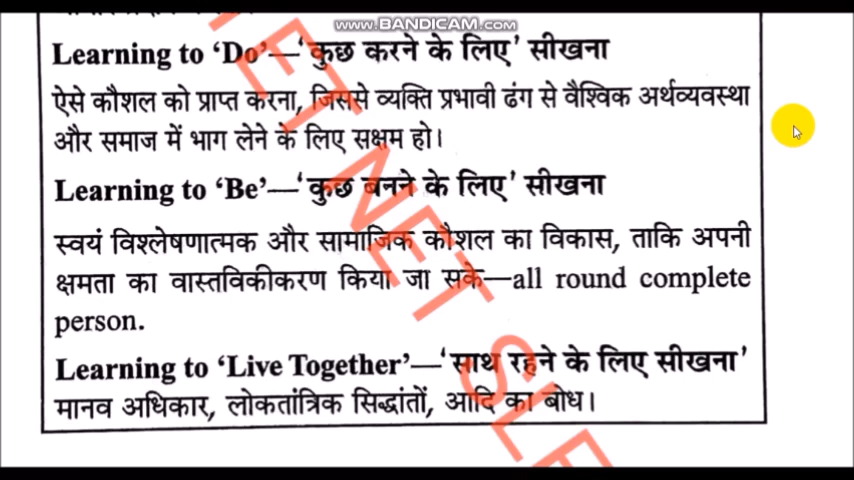 www.BANDICAM.com
Learning to ‘Do’—‘कुछ करने के लिए’ सीखना
ऐसे कौशल को प्राप्त करना, जिससे व्यक्ति प्रभावी ढंग से वैश्विक अर्थव्यवस्था
और समाज में भाग लेने के लिए सक्षम हो।
Learning to ‘Be’—‘कुछ बनने के लिए’ सीखना
स्वयं विश्लेषणात्मक और सामाजिक कौशल का विकास, ताकि अपनी
क्षमता का वास्तविकीकरण किया जा सके—all round complete
person.
Learning to ‘Live Together’—‘साथ रहने के लिए सीखना’
मानव अधिकार, लोकतांत्रिक सिद्धांतों, आदि का बोध।
ET NET